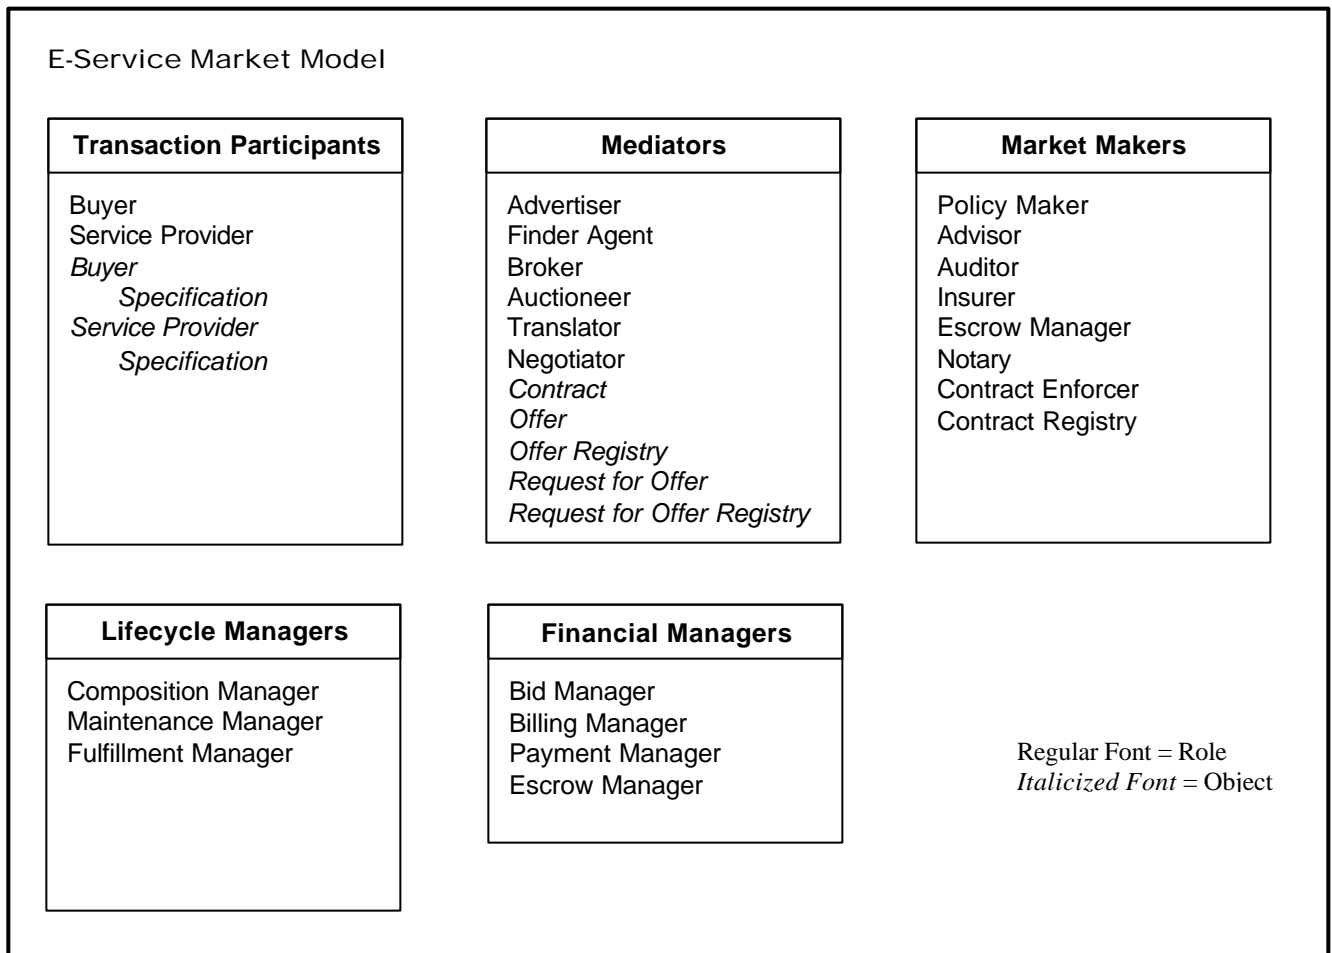 E-Service Market Model
Transaction Participants
Buyer
Service Provider
Buyer
Specification
Service Provider
Specification
Mediators
Advertiser
Finder Agent
Broker
Auctioneer
Translator
Negotiator
Contract
Offer
Offer Registry
Request for Offer
Request for Offer Registry
Market Makers
Policy Maker
Advisor
Auditor
Insurer
Escrow Manager
Notary
Contract Enforcer
Contract Registry
Lifecycle Managers
Composition Manager
Maintenance Manager
Fulfillment Manager
Financial Managers
Bid Manager
Billing Manager
Payment Manager
Escrow Manager
Regular Font = Role
Italicized Font = Object